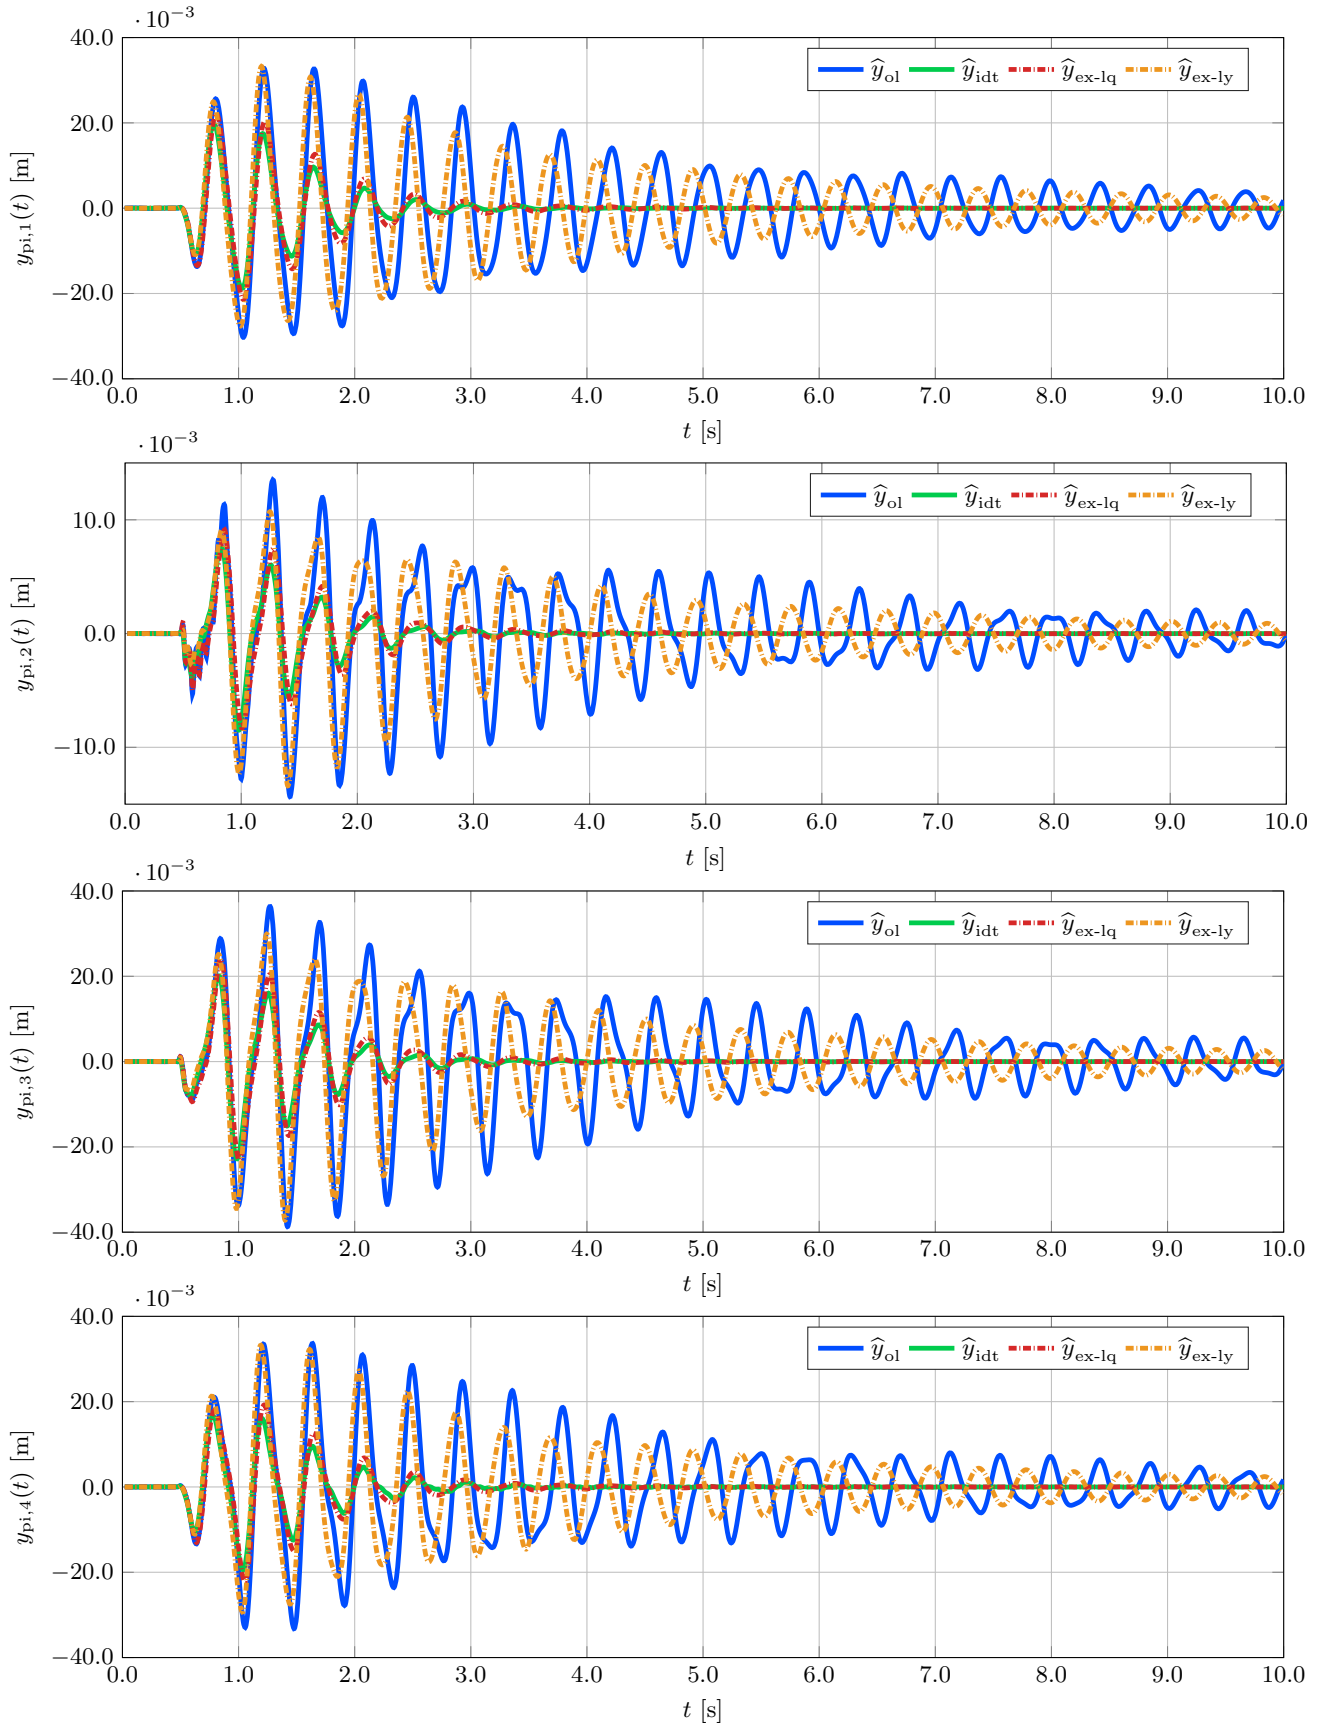 ·10⁻³
40.0
ŷ_ol ŷ_idt ŷ_ex-lq ŷ_ex-ly
20.0
0.0
−20.0
−40.0
y_pi,1(t) [m]
0.0 1.0 2.0 3.0 4.0 5.0 6.0 7.0 8.0 9.0 10.0
t [s]
·10⁻³
ŷ_ol ŷ_idt ŷ_ex-lq ŷ_ex-ly
10.0
0.0
−10.0
y_pi,2(t) [m]
0.0 1.0 2.0 3.0 4.0 5.0 6.0 7.0 8.0 9.0 10.0
t [s]
·10⁻³
40.0
ŷ_ol ŷ_idt ŷ_ex-lq ŷ_ex-ly
20.0
0.0
−20.0
−40.0
y_pi,3(t) [m]
0.0 1.0 2.0 3.0 4.0 5.0 6.0 7.0 8.0 9.0 10.0
t [s]
·10⁻³
40.0
ŷ_ol ŷ_idt ŷ_ex-lq ŷ_ex-ly
20.0
0.0
−20.0
−40.0
y_pi,4(t) [m]
0.0 1.0 2.0 3.0 4.0 5.0 6.0 7.0 8.0 9.0 10.0
t [s]